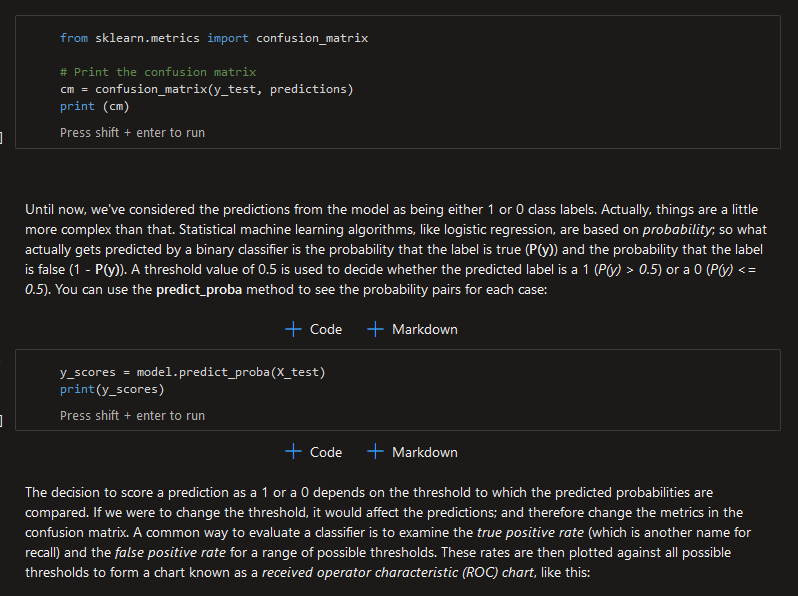 from sklearn.metrics import confusion_matrix
# Print the confusion matrix
cm = confusion_matrix(y_test, predictions)
print (cm)
Press shift + enter to run
]
Until now, we've considered the predictions from the model as being either 1 or 0 class labels. Actually, things are a little
more complex than that. Statistical machine learning algorithms, like logistic regression, are based on probability; so what
actually gets predicted by a binary classifier is the probability that the label is true (P(y)) and the probability that the label
is false (1 - P(y)). A threshold value of 0.5 is used to decide whether the predicted label is a 1 (P(y) > 0.5) or a 0 (P(y) <=
0.5). You can use the predict_proba method to see the probability pairs for each case:
+ Code + Markdown
y_scores = model.predict_proba(X_test)
print(y_scores)
Press shift + enter to run
]
+ Code + Markdown
The decision to score a prediction as a 1 or a 0 depends on the threshold to which the predicted probabilities are
compared. If we were to change the threshold, it would affect the predictions; and therefore change the metrics in the
confusion matrix. A common way to evaluate a classifier is to examine the true positive rate (which is another name for
recall) and the false positive rate for a range of possible thresholds. These rates are then plotted against all possible
thresholds to form a chart known as a received operator characteristic (ROC) chart, like this: